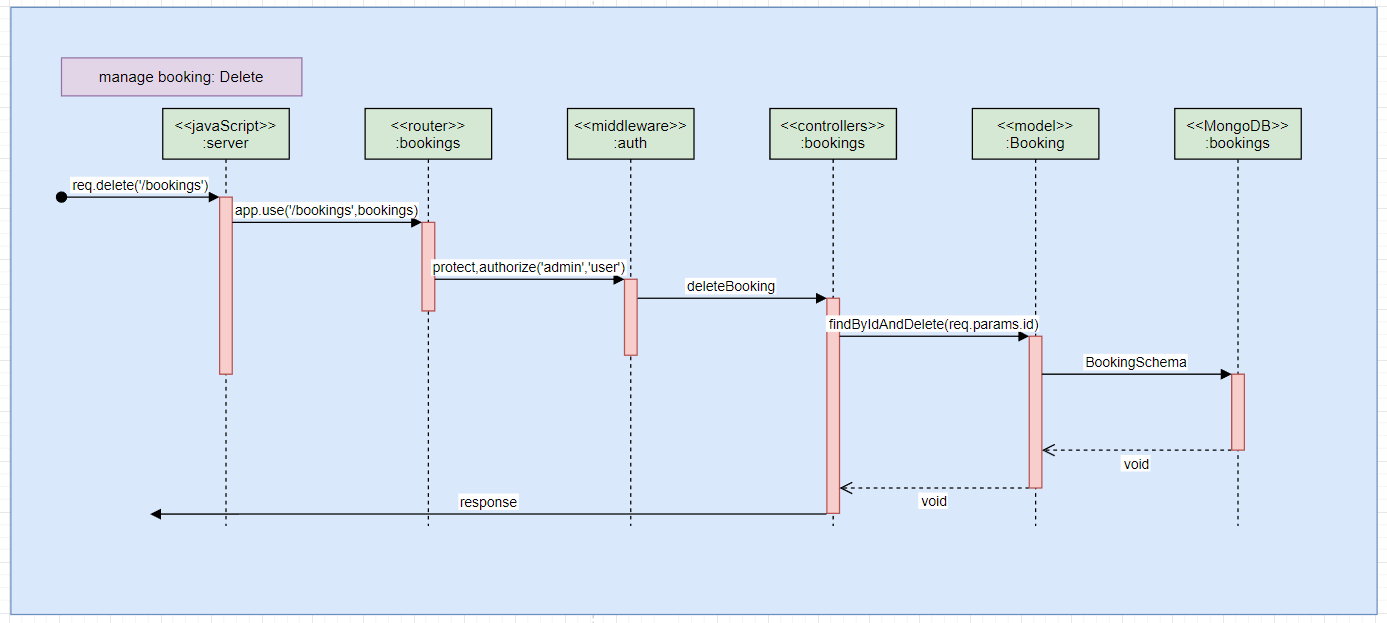 manage booking: Delete
<<javaScript>>
:server
<<router>>
:bookings
<<middleware>>
:auth
<<controllers>>
:bookings
<<model>>
:Booking
<<MongoDB>>
:bookings
req.delete('/bookings')
app.use('/bookings',bookings)
protect,authorize('admin','user')
deleteBooking
findByIdAndDelete(req.params.id)
BookingSchema
void
void
response